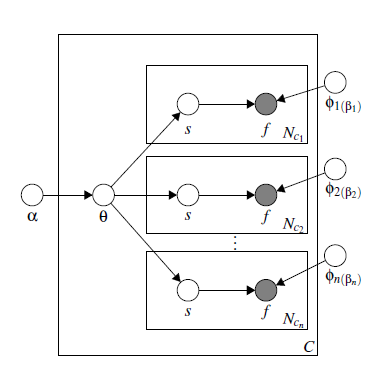 ϕ1(β1)
s f Nc1
ϕ2(β2)
α θ s f Nc2
⋮
ϕn(βn)
s f Ncn
C